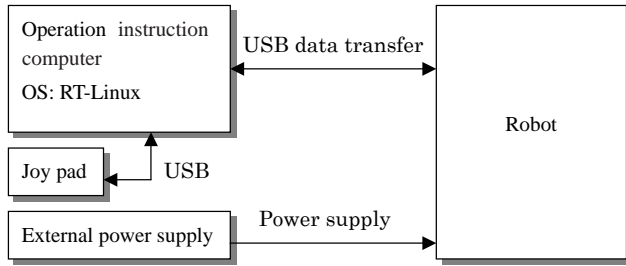 Operation instruction
computer
OS: RT-Linux
USB data transfer
Robot
Joy pad
USB
Power supply
External power supply